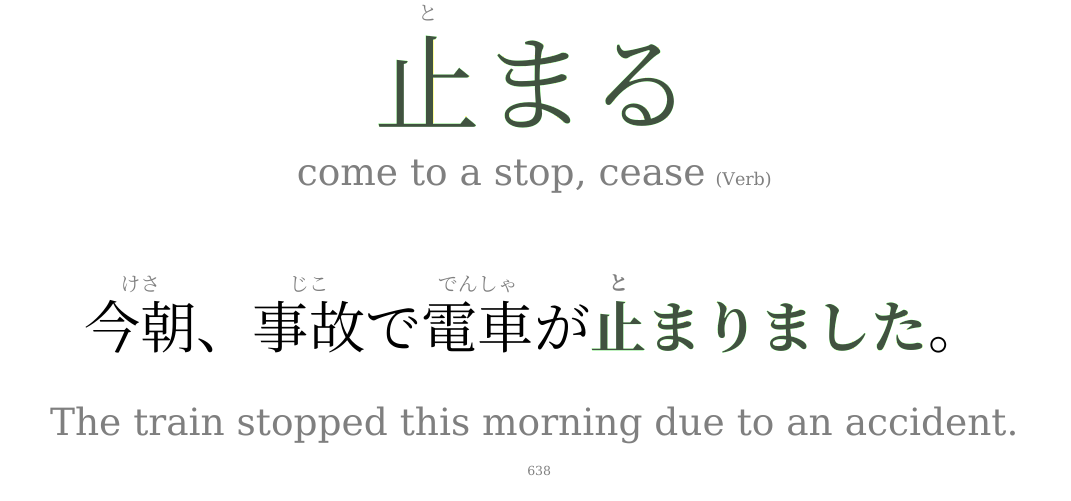 と
止まる
come to a stop, cease (Verb)
けさ じこ でんしゃ と
今朝、事故で電車が止まりました。
The train stopped this morning due to an accident.
638